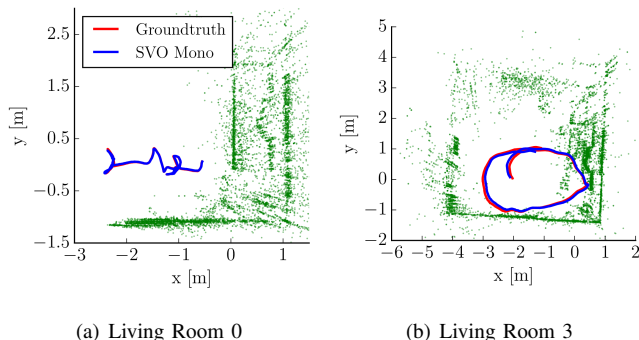 Groundtruth
SVO Mono
2.5
1.5
0.5
−0.5
−1.5
y [m]
−3 −2 −1 0 1
x [m]
5
4
3
2
1
0
−1
−2
y [m]
−6 −5 −4 −3 −2 −1 0 1 2
x [m]
(a) Living Room 0
(b) Living Room 3